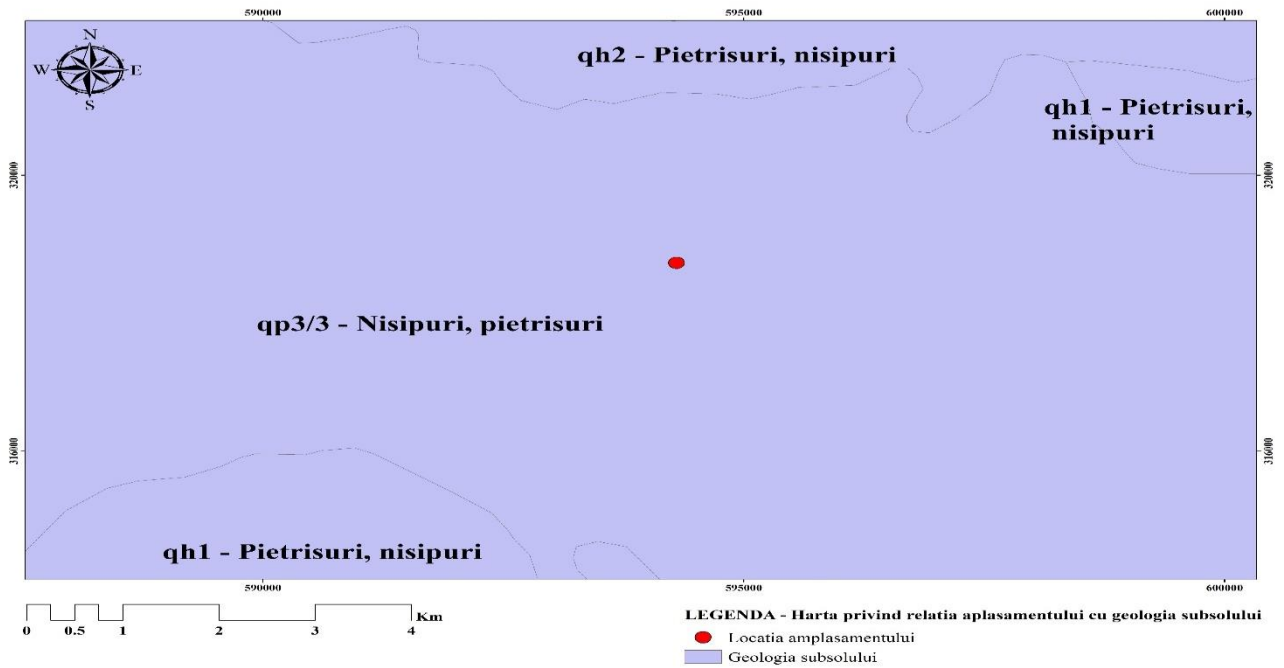 590000
595000
600000
N
W E
S
qh2 - Pietrisuri, nisipuri
qh1 - Pietrisuri,
nisipuri
320000
320000
qp3/3 - Nisipuri, pietrisuri
316000
316000
qh1 - Pietrisuri, nisipuri
590000
595000
600000
Km
0 0.5 1 2 3 4
LEGENDA - Harta privind relatia aplasamentului cu geologia subsolului
Locatia amplasamentului
Geologia subsolului